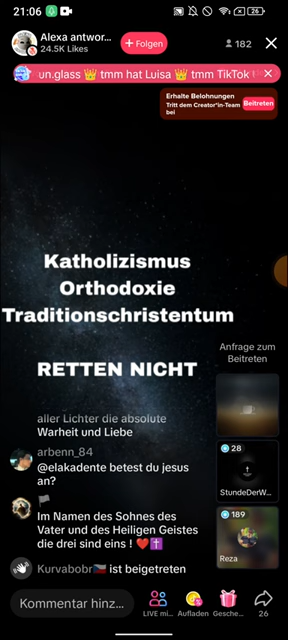 21:06
26
Alexa antwor...
24.5K Likes
+ Folgen
182
un.glass 👑 tmm hat Luisa 👑 tmm TikTok
Erhalte Belohnungen
Tritt dem Creator*in-Team
bei
Beitreten
Katholizismus
Orthodoxie
Traditionschristentum
RETTEN NICHT
Anfrage zum
Beitreten
aller Lichter die absolute
Warheit und Liebe
arbenn_84
@elakadente betest du jesus
an?
28
StundeDerW...
Im Namen des Sohnes des
Vater und des Heiligen Geistes
die drei sind eins ! ❤️✝️
189
Reza
Kurvabobr🇨🇿 ist beigetreten
Kommentar hinz...
LIVE mi...
Aufladen
Gesche...
26